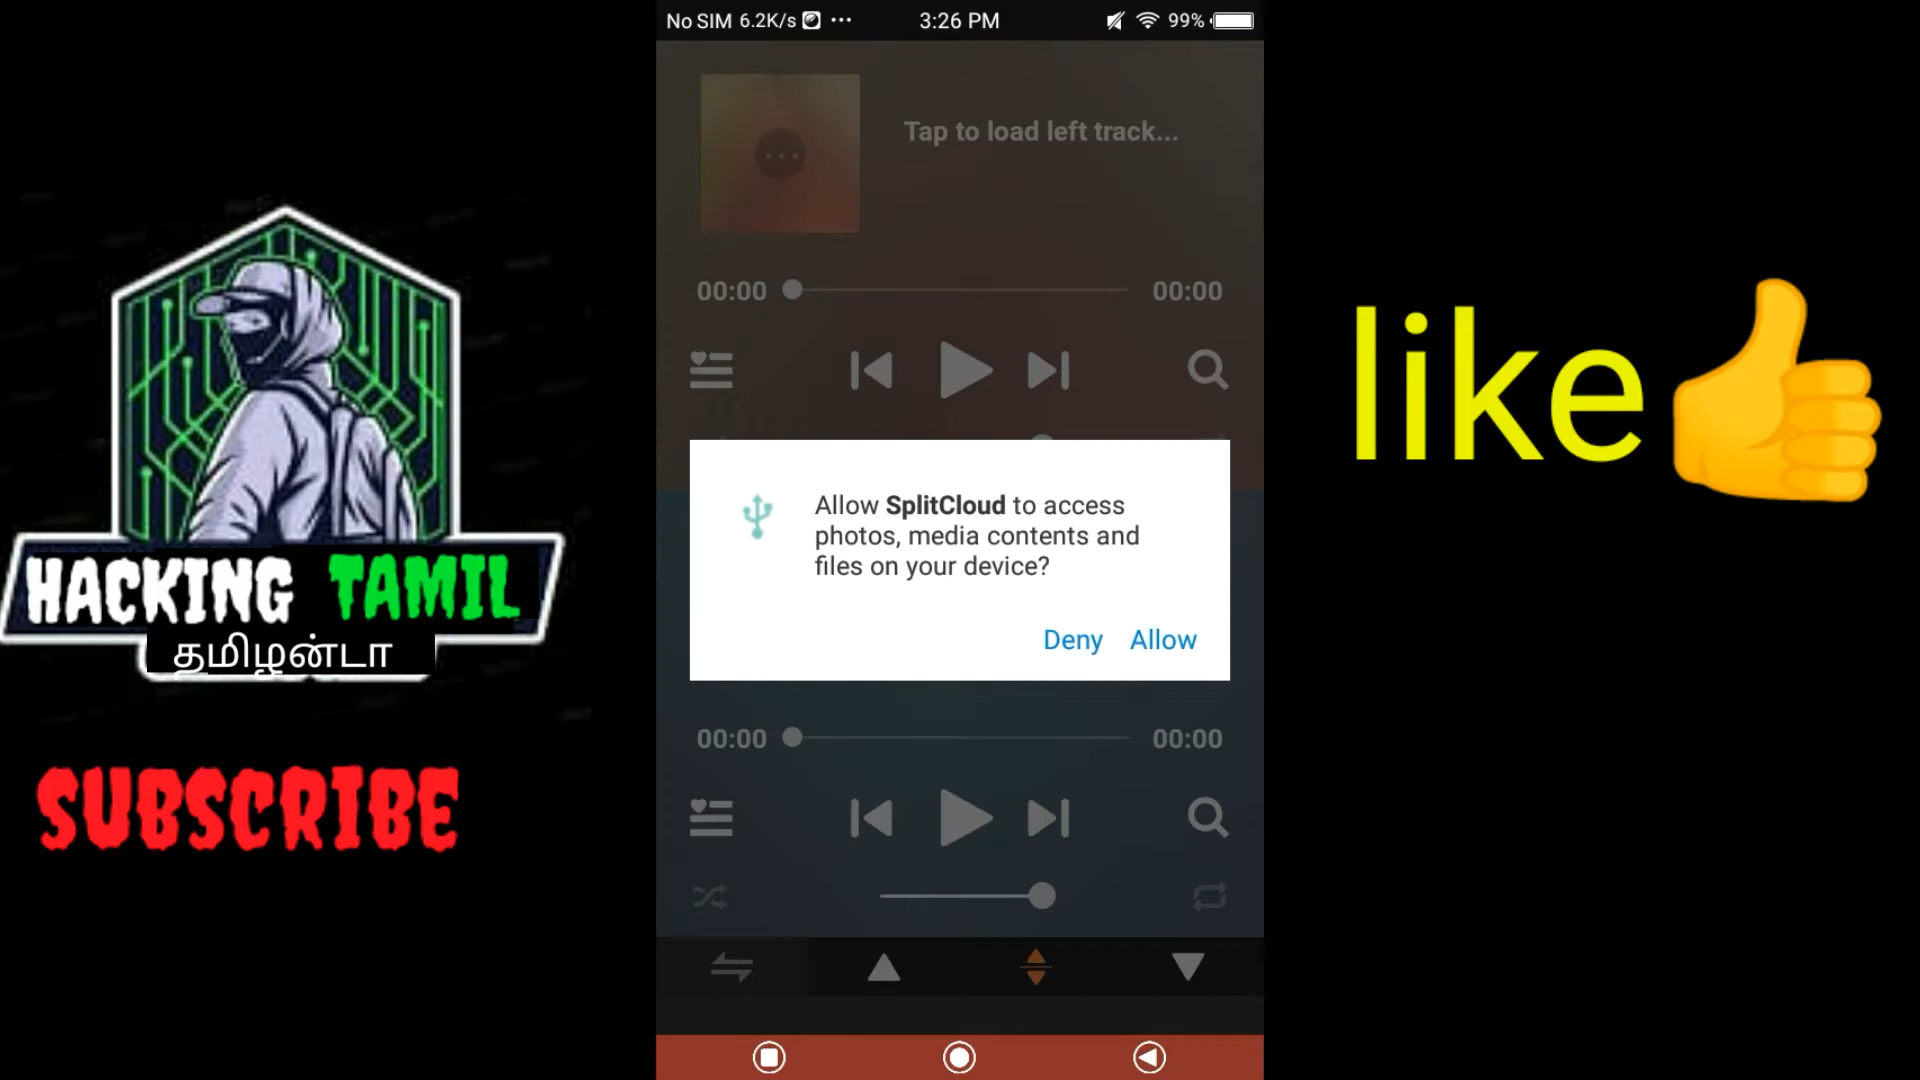 No SIM 6.2K/s
3:26 PM
99%
Tap to load left track...
00:00
00:00
Allow SplitCloud to access
photos, media contents and
files on your device?
Deny Allow
00:00
00:00
HACKING TAMIL
தமிழன்டா
SUBSCRIBE
like